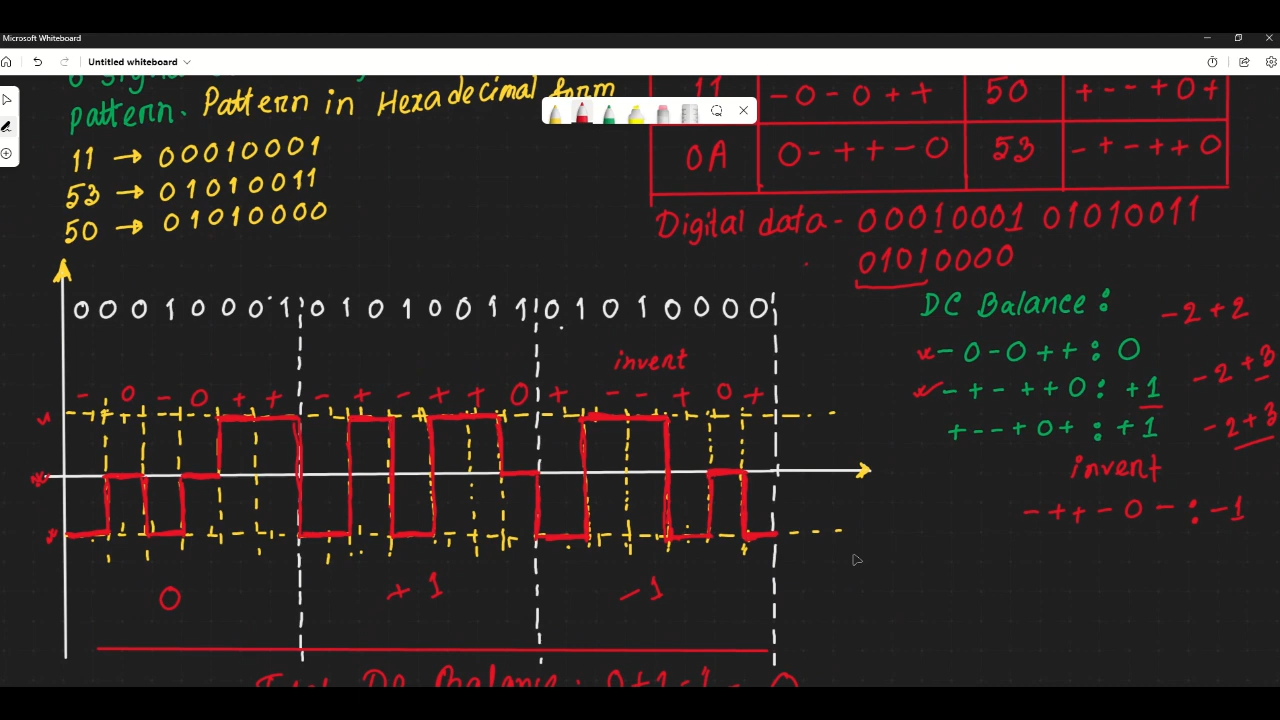 Microsoft Whiteboard
Untitled whiteboard
pattern. Pattern in Hexadecimal form
11 → 00010001
53 → 01010011
50 → 01010000
11 -0-0++ 50 +--+0+
0A 0-++-0 53 -+-++0
Digital data - 00010001 01010011
01010000
0 0 0 1 0 0 0 1 0 1 0 1 0 0 1 1 0 1 0 1 0 0 0 0
invent
- 0 - 0 + + - + - + + 0 + - - + 0 +
0 +1 -1
DC Balance :
-0-0++ : 0 -2+2
-+-++0 : +1 -2+3
+--+0+ : +1 -2+3
invent
-++-0- : -1